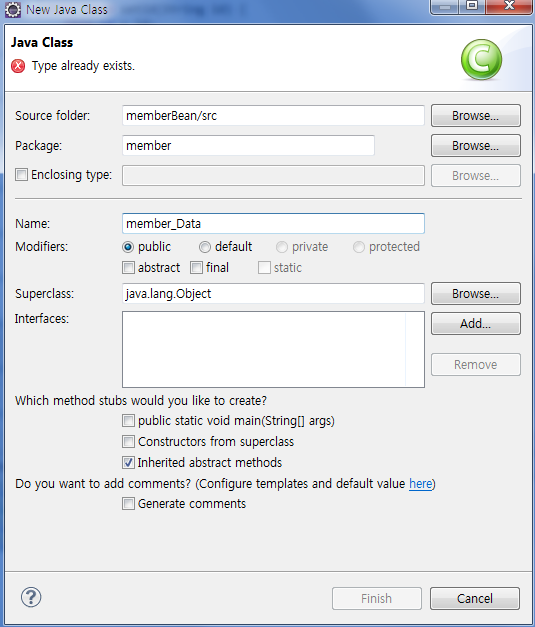 New Java Class
Java Class
Type already exists.
Source folder: memberBean/src Browse...
Package: member Browse...
Enclosing type: Browse...
Name: member_Data
Modifiers: public default private protected
abstract final static
Superclass: java.lang.Object Browse...
Interfaces: Add...
Remove
Which method stubs would you like to create?
public static void main(String[] args)
Constructors from superclass
Inherited abstract methods
Do you want to add comments? (Configure templates and default value here)
Generate comments
? Finish Cancel